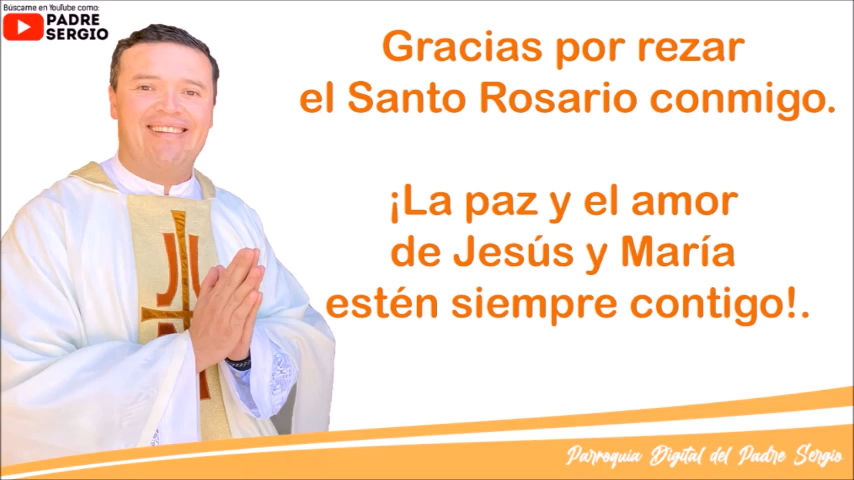 Búscame en YouTube como:
PADRE
SERGIO
Gracias por rezar
el Santo Rosario conmigo.
¡La paz y el amor
de Jesús y María
estén siempre contigo!.
Parroquia Digital del Padre Sergio